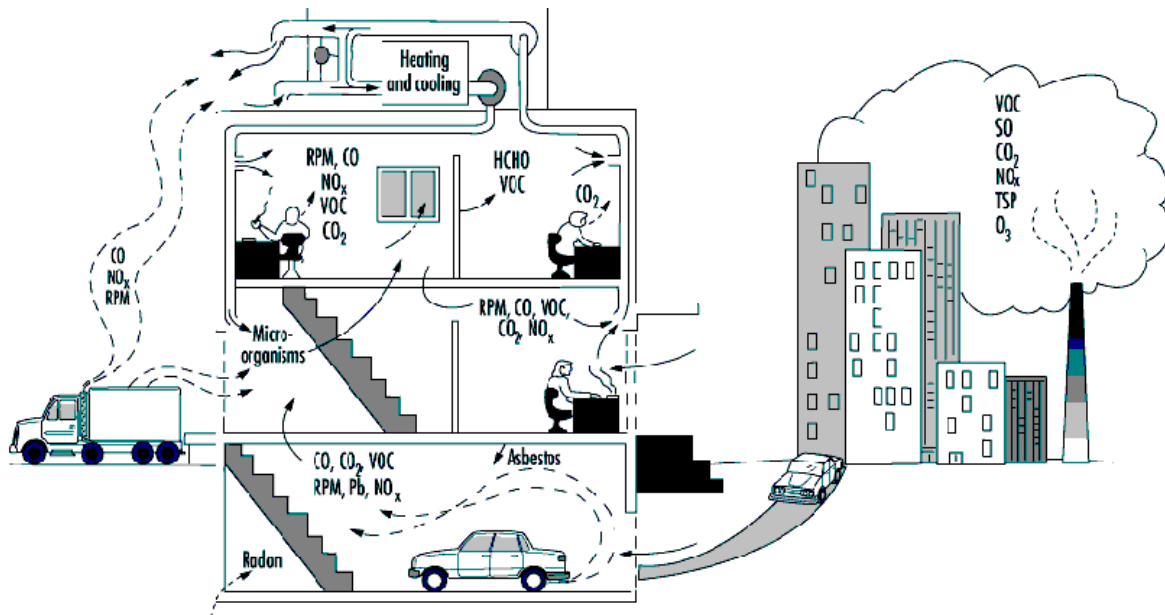 Heating
and cooling
VOC
SO
CO2
NOx
TSP
O3
RPM, CO
NOx
VOC
CO2
HCHO
VOC
CO2
CO
NOx
RPM
RPM, CO, VOC,
CO2, NOx
Micro-
organisms
CO, CO2, VOC
RPM, Pb, NOx
Asbestos
Radon